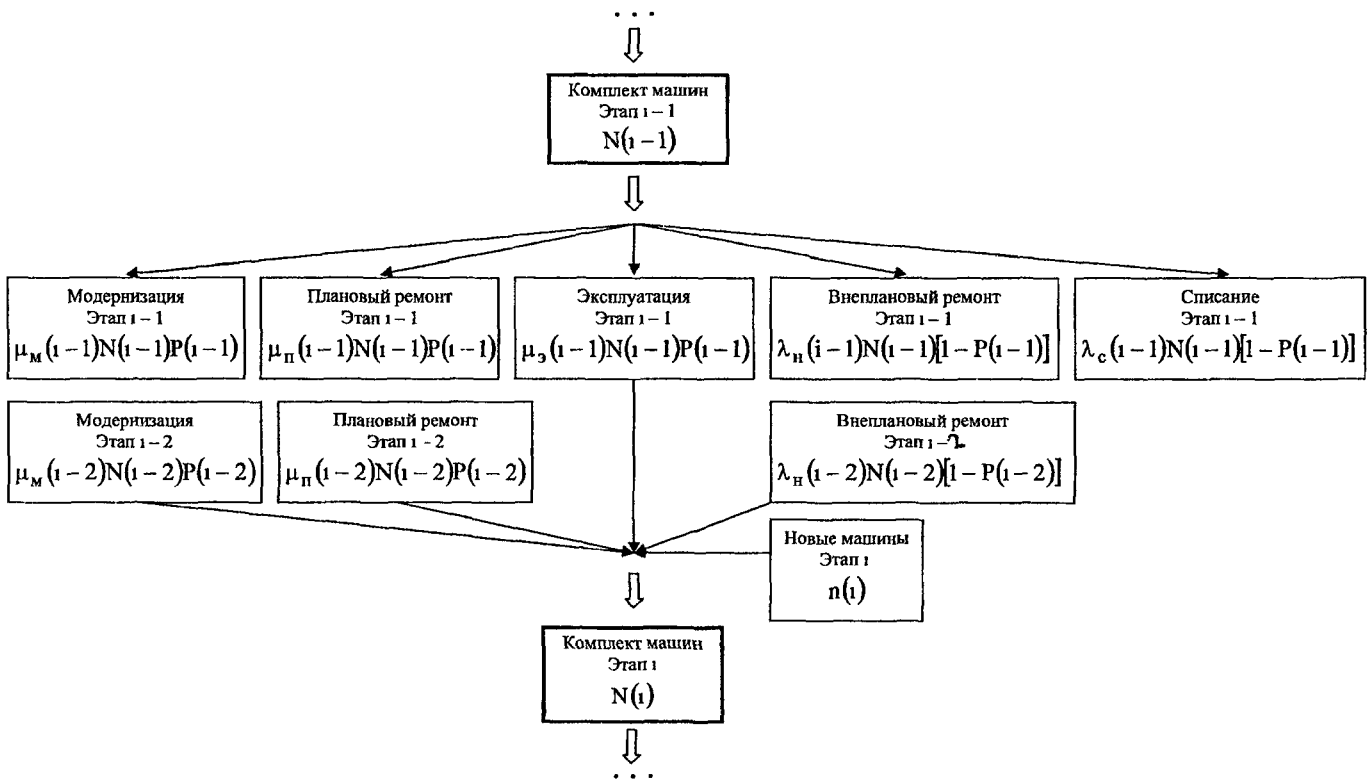 . . .
Комплект машин
Этап ı – 1
N(ı – 1)
Модернизация
Этап ı – 1
μм(ı – 1)N(ı – 1)P(ı – 1)
Плановый ремонт
Этап ı – 1
μп(ı – 1)N(ı – 1)P(ı – 1)
Эксплуатация
Этап ı – 1
μэ(ı – 1)N(ı – 1)P(ı – 1)
Внеплановый ремонт
Этап ı – 1
λн(i – 1)N(ı – 1)[1 – P(ı – 1)]
Списание
Этап ı – 1
λс(ı – 1)N(ı – 1)[1 – P(ı – 1)]
Модернизация
Этап ı – 2
μм(ı – 2)N(ı – 2)P(ı – 2)
Плановый ремонт
Этап ı - 2
μп(ı – 2)N(ı – 2)P(ı – 2)
Внеплановый ремонт
Этап ı – 2
λн(ı – 2)N(ı – 2)[1 – P(ı – 2)]
Новые машины
Этап ı
n(ı)
Комплект машин
Этап ı
N(ı)
. . .